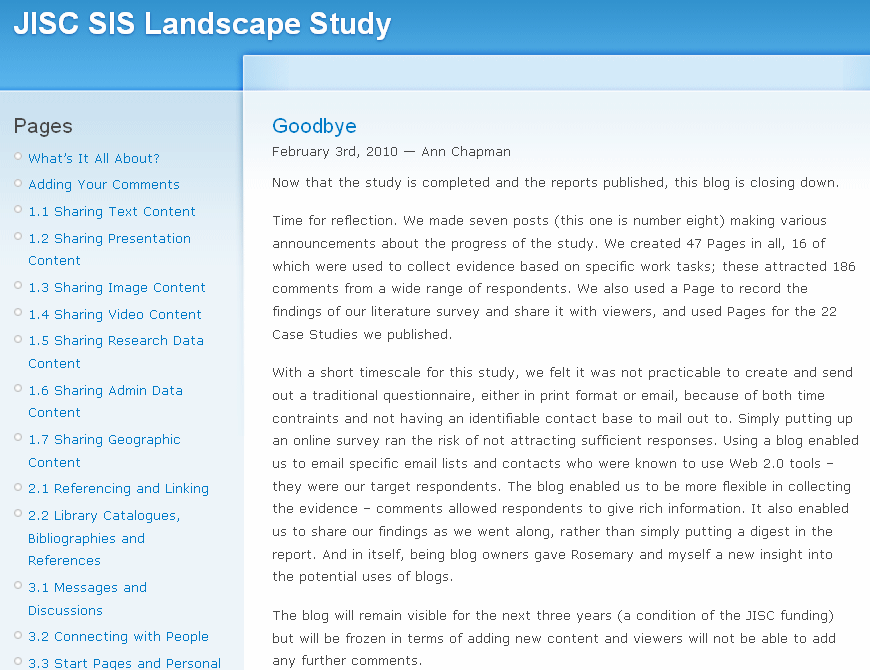 JISC SIS Landscape Study
Pages
What's It All About?
Adding Your Comments
1.1 Sharing Text Content
1.2 Sharing Presentation
Content
1.3 Sharing Image Content
1.4 Sharing Video Content
1.5 Sharing Research Data
Content
1.6 Sharing Admin Data
Content
1.7 Sharing Geographic
Content
2.1 Referencing and Linking
2.2 Library Catalogues,
Bibliographies and
References
3.1 Messages and
Discussions
3.2 Connecting with People
3.3 Start Pages and Personal
Goodbye
February 3rd, 2010 — Ann Chapman
Now that the study is completed and the reports published, this blog is closing down.
Time for reflection. We made seven posts (this one is number eight) making various
announcements about the progress of the study. We created 47 Pages in all, 16 of
which were used to collect evidence based on specific work tasks; these attracted 186
comments from a wide range of respondents. We also used a Page to record the
findings of our literature survey and share it with viewers, and used Pages for the 22
Case Studies we published.
With a short timescale for this study, we felt it was not practicable to create and send
out a traditional questionnaire, either in print format or email, because of both time
contraints and not having an identifiable contact base to mail out to. Simply putting up
an online survey ran the risk of not attracting sufficient responses. Using a blog enabled
us to email specific email lists and contacts who were known to use Web 2.0 tools –
they were our target respondents. The blog enabled us to be more flexible in collecting
the evidence – comments allowed respondents to give rich information. It also enabled
us to share our findings as we went along, rather than simply putting a digest in the
report. And in itself, being blog owners gave Rosemary and myself a new insight into
the potential uses of blogs.
The blog will remain visible for the next three years (a condition of the JISC funding)
but will be frozen in terms of adding new content and viewers will not be able to add
any further comments.